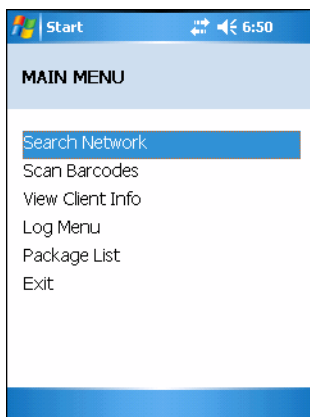 Start 6:50
MAIN MENU
Search Network
Scan Barcodes
View Client Info
Log Menu
Package List
Exit